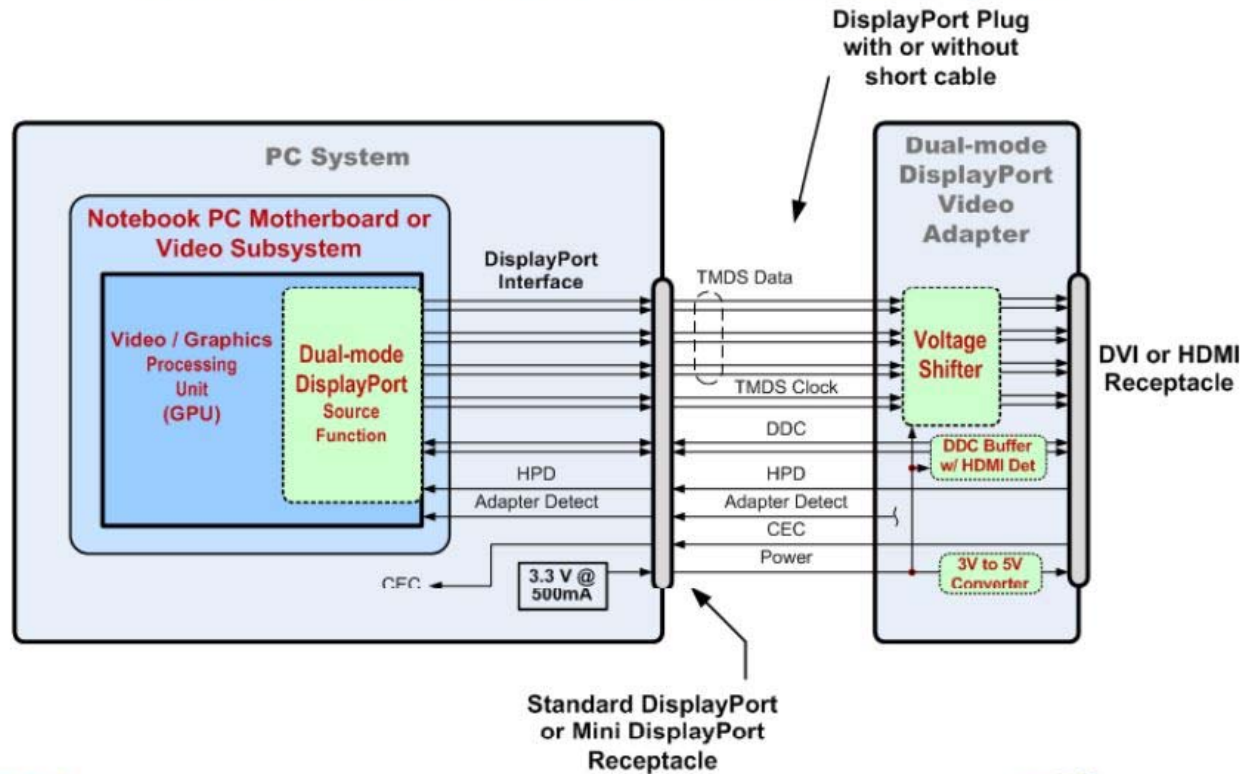 DisplayPort Plug
with or without
short cable
PC System
Dual-mode
DisplayPort
Video
Adapter
Notebook PC Motherboard or
Video Subsystem
DisplayPort
Interface
TMDS Data
Video / Graphics
Processing
Unit
(GPU)
Dual-mode
DisplayPort
Source
Function
Voltage
Shifter
DVI or HDMI
Receptacle
TMDS Clock
DDC
DDC Buffer
w/ HDMI Det
HPD
HPD
Adapter Detect
Adapter Detect
CEC
Power
CEC
3.3 V @
500mA
3V to 5V
Converter
Standard DisplayPort
or Mini DisplayPort
Receptacle